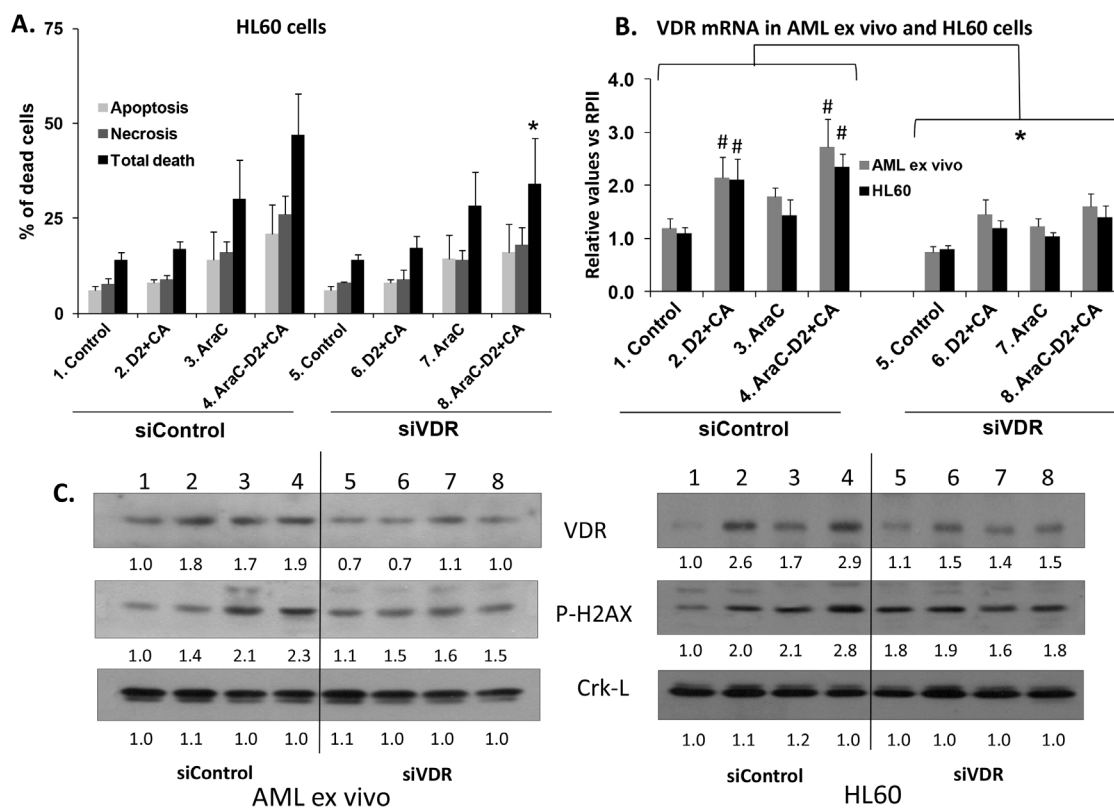 A.
HL60 cells
% of dead cells
75
50
25
0
Apoptosis
Necrosis
Total death
*
1. Control
2. D2+CA
3. AraC
4. AraC-D2+CA
5. Control
6. D2+CA
7. AraC
8. AraC-D2+CA
siControl siVDR
B. VDR mRNA in AML ex vivo and HL60 cells
Relative values vs RPII
4.0
3.0
2.0
1.0
0.0
# # # #
*
AML ex vivo
HL60
1. Control
2. D2+CA
3. AraC
4. AraC-D2+CA
5. Control
6. D2+CA
7. AraC
8. AraC-D2+CA
siControl siVDR
C.
1 2 3 4 5 6 7 8
VDR
1.0 1.8 1.7 1.9 0.7 0.7 1.1 1.0
P-H2AX
1.0 1.4 2.1 2.3 1.1 1.5 1.6 1.5
Crk-L
1.0 1.1 1.0 1.0 1.1 1.0 1.0 1.0
siControl siVDR
AML ex vivo
1 2 3 4 5 6 7 8
1.0 2.6 1.7 2.9 1.1 1.5 1.4 1.5
1.0 2.0 2.1 2.8 1.8 1.9 1.6 1.8
1.0 1.1 1.2 1.0 1.0 1.0 1.0 1.0
siControl siVDR
HL60